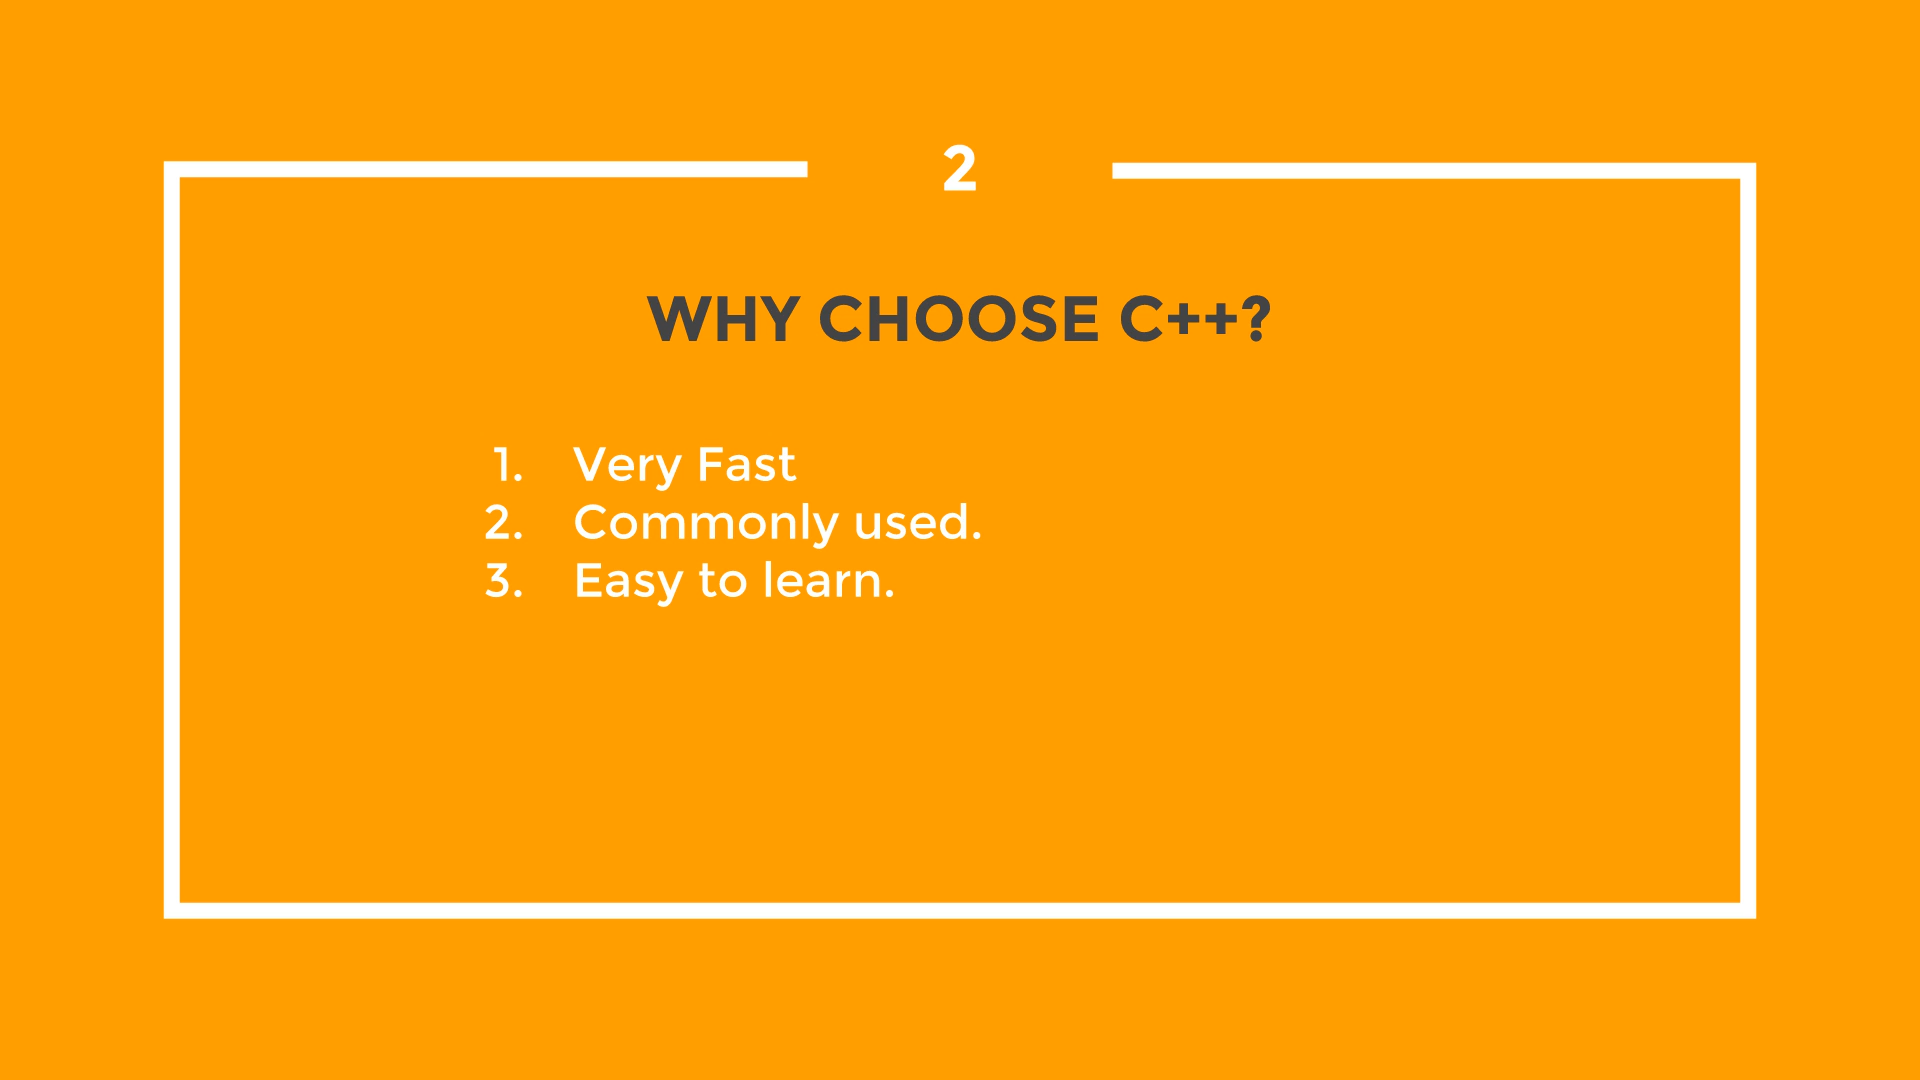 2
WHY CHOOSE C++?
1. Very Fast
2. Commonly used.
3. Easy to learn.